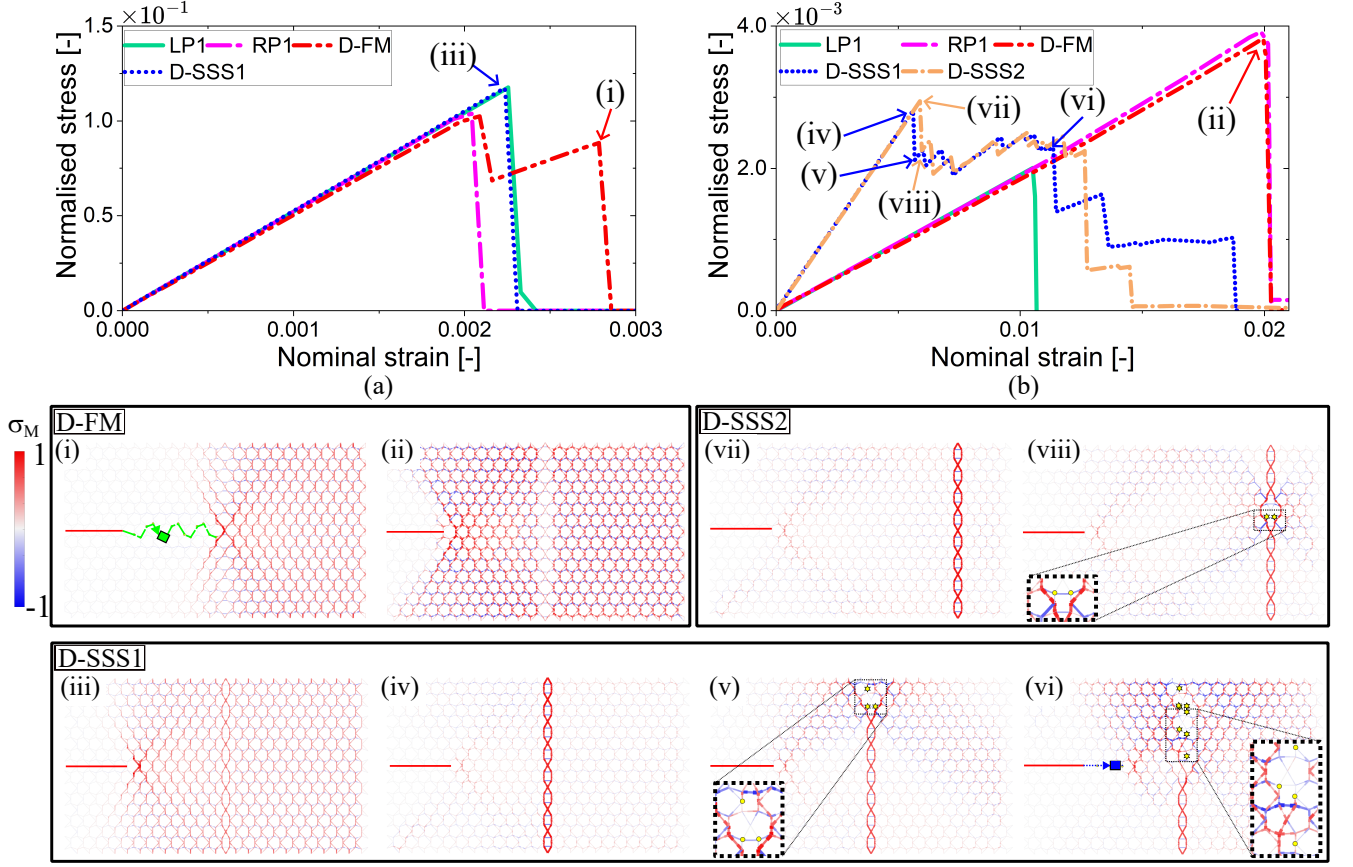 ×10⁻¹
1.5
1.0
0.5
0.0
Normalised stress [-]
LP1 RP1 D-FM
D-SSS1
(iii)
(i)
0.000 0.001 0.002 0.003
Nominal strain [-]
(a)
×10⁻³
4.0
2.0
0.0
Normalised stress [-]
LP1 RP1 D-FM
D-SSS1 D-SSS2
(iv)
(v)
(vii)
(viii)
(vi)
(ii)
0.00 0.01 0.02
Nominal strain [-]
(b)
σM
1
-1
D-FM
(i) (ii)
D-SSS2
(vii) (viii)
D-SSS1
(iii) (iv) (v) (vi)